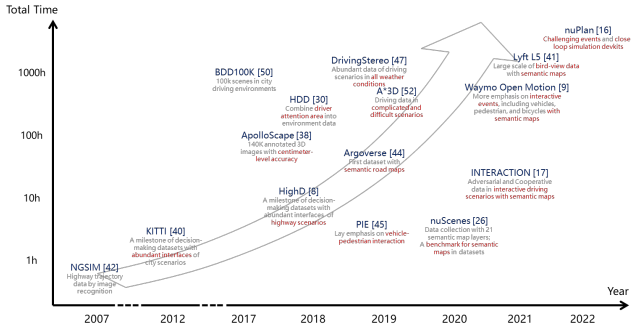 Total Time
nuPlan [16]
Challenging events and close
loop simulation devkits
DrivingStereo [47]
Abundant data of driving
scenarios in all weather
conditions
Lyft L5 [41]
Large scale of bird-view data
with semantic maps
1000h
BDD100K [50]
100k scenes in city
driving environments
A*3D [52]
Driving data in
complicated and
difficult scenarios
Waymo Open Motion [9]
More emphasis on interactive
events, including vehicles,
pedestrian, and bicycles with
semantic maps
HDD [30]
Combine driver
attention area into
environment data
100h
ApolloScape [38]
140K annotated 3D
images with centimeter-
level accuracy
Argoverse [44]
First dataset with
semantic road maps
INTERACTION [17]
Adversarial and Cooperative
data in interactive driving
scenarios with semantic maps
10h
HighD [8]
A milestone of decision-
making datasets with
abundant interfaces of
highway scenarios
KITTI [40]
A milestone of decision-
making datasets with
abundant interfaces of
city scenarios
PIE [45]
Lay emphasis on vehicle-
pedestrian interaction
nuScenes [26]
Data collection with 21
semantic map layers;
A benchmark for semantic
maps in datasets
1h
NGSIM [42]
Highway trajectory
data by image
recognition
Year
2007
2012
2017
2018
2019
2020
2021
2022